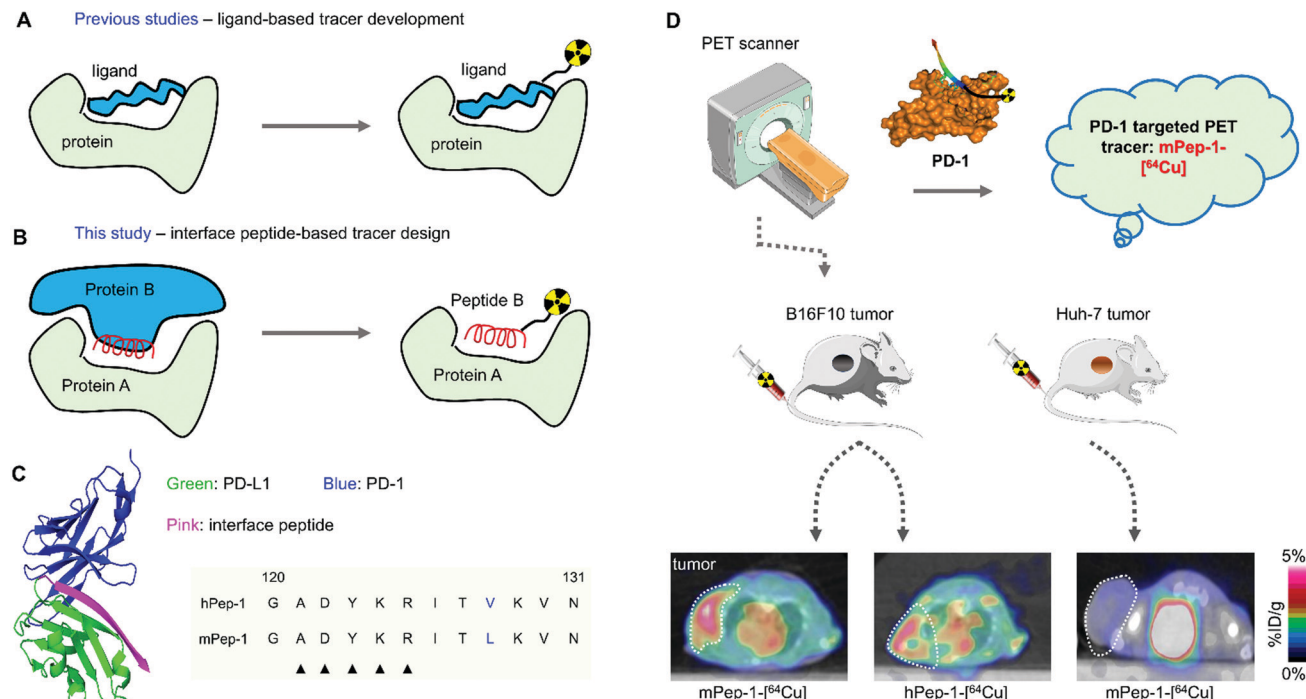 A
Previous studies – ligand-based tracer development
ligand
protein
ligand
protein
B
This study – interface peptide-based tracer design
Protein B
Protein A
Peptide B
Protein A
C
Green: PD-L1 Blue: PD-1
Pink: interface peptide
120 131
hPep-1 G A D Y K R I T V K V N
mPep-1 G A D Y K R I T L K V N
▲ ▲ ▲ ▲ ▲
D
PET scanner
PD-1
PD-1 targeted PET
tracer: mPep-1-
[⁶⁴Cu]
B16F10 tumor
Huh-7 tumor
tumor
mPep-1-[⁶⁴Cu]
hPep-1-[⁶⁴Cu]
mPep-1-[⁶⁴Cu]
5%
%ID/g
0%